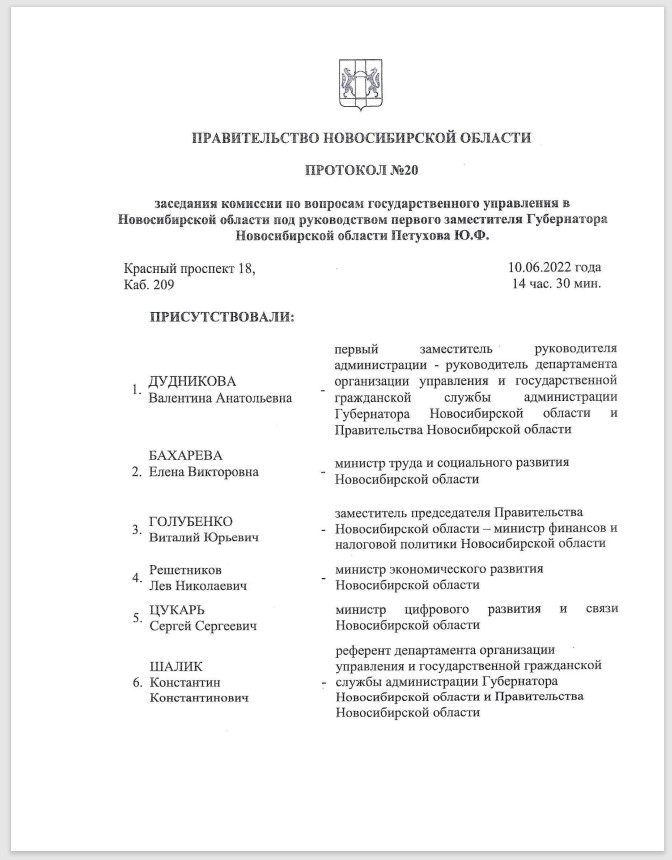 ПРАВИТЕЛЬСТВО НОВОСИБИРСКОЙ ОБЛАСТИ
ПРОТОКОЛ №20
заседания комиссии по вопросам государственного управления в
Новосибирской области под руководством первого заместителя Губернатора
Новосибирской области Петухова Ю.Ф.
Красный проспект 18,
Каб. 209
10.06.2022 года
14 час. 30 мин.
ПРИСУТСТВОВАЛИ:
1. ДУДНИКОВА
Валентина Анатольевна
-
первый заместитель руководителя
администрации - руководитель департамента
организации управления и государственной
гражданской службы администрации
Губернатора Новосибирской области и
Правительства Новосибирской области
2. БАХАРЕВА
Елена Викторовна
-
министр труда и социального развития
Новосибирской области
3. ГОЛУБЕНКО
Виталий Юрьевич
-
заместитель председателя Правительства
Новосибирской области – министр финансов и
налоговой политики Новосибирской области
4. Решетников
Лев Николаевич
-
министр экономического развития
Новосибирской области
5. ЦУКАРЬ
Сергей Сергеевич
министр цифрового развития и связи
Новосибирской области
6. ШАЛИК
Константин
Константинович
-
референт департамента организации
управления и государственной гражданской
службы администрации Губернатора
Новосибирской области и Правительства
Новосибирской области